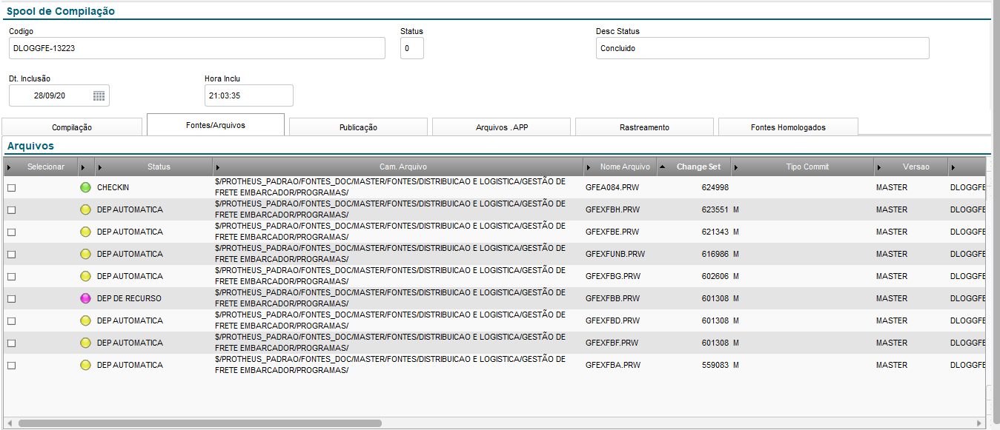 Spool de Compilação
Codigo Status Desc Status
DLOGGFE-13223 0 Concluido
Dt. Inclusão Hora Inclu
28/09/20 21:03:35
Compilação Fontes/Arquivos Publicação Arquivos .APP Rastreamento Fontes Homologados
Arquivos
Selecionar Status Cam. Arquivo Nome Arquivo Change Set Tipo Commit Versao
CHECKIN $/PROTHEUS_PADRAO/FONTES_DOC/MASTER/FONTES/DISTRIBUICAO E LOGISTICA/GESTÃO DE GFEA084.PRW 624998 MASTER DLOGGFE
FRETE EMBARCADOR/PROGRAMAS/
DEP AUTOMATICA $/PROTHEUS_PADRAO/FONTES_DOC/MASTER/FONTES/DISTRIBUICAO E LOGISTICA/GESTÃO DE GFEXFBH.PRW 623551 M MASTER DLOGGFE
FRETE EMBARCADOR/PROGRAMAS/
DEP AUTOMATICA $/PROTHEUS_PADRAO/FONTES_DOC/MASTER/FONTES/DISTRIBUICAO E LOGISTICA/GESTÃO DE GFEXFBE.PRW 621343 M MASTER DLOGGFE
FRETE EMBARCADOR/PROGRAMAS/
DEP AUTOMATICA $/PROTHEUS_PADRAO/FONTES_DOC/MASTER/FONTES/DISTRIBUICAO E LOGISTICA/GESTÃO DE GFEXFUNB.PRW 616986 M MASTER DLOGGFE
FRETE EMBARCADOR/PROGRAMAS/
DEP AUTOMATICA $/PROTHEUS_PADRAO/FONTES_DOC/MASTER/FONTES/DISTRIBUICAO E LOGISTICA/GESTÃO DE GFEXFBG.PRW 602606 M MASTER DLOGGFE
FRETE EMBARCADOR/PROGRAMAS/
DEP DE RECURSO $/PROTHEUS_PADRAO/FONTES_DOC/MASTER/FONTES/DISTRIBUICAO E LOGISTICA/GESTÃO DE GFEXFBB.PRW 601308 M MASTER DLOGGFE
FRETE EMBARCADOR/PROGRAMAS/
DEP AUTOMATICA $/PROTHEUS_PADRAO/FONTES_DOC/MASTER/FONTES/DISTRIBUICAO E LOGISTICA/GESTÃO DE GFEXFBD.PRW 601308 M MASTER DLOGGFE
FRETE EMBARCADOR/PROGRAMAS/
DEP AUTOMATICA $/PROTHEUS_PADRAO/FONTES_DOC/MASTER/FONTES/DISTRIBUICAO E LOGISTICA/GESTÃO DE GFEXFBF.PRW 601308 M MASTER DLOGGFE
FRETE EMBARCADOR/PROGRAMAS/
DEP AUTOMATICA $/PROTHEUS_PADRAO/FONTES_DOC/MASTER/FONTES/DISTRIBUICAO E LOGISTICA/GESTÃO DE GFEXFBA.PRW 559083 M MASTER DLOGGFE
FRETE EMBARCADOR/PROGRAMAS/